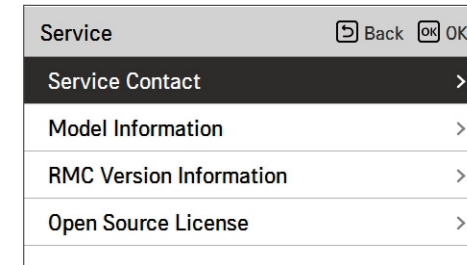 Service Back OK OK
Service Contact >
Model Information >
RMC Version Information >
Open Source License >